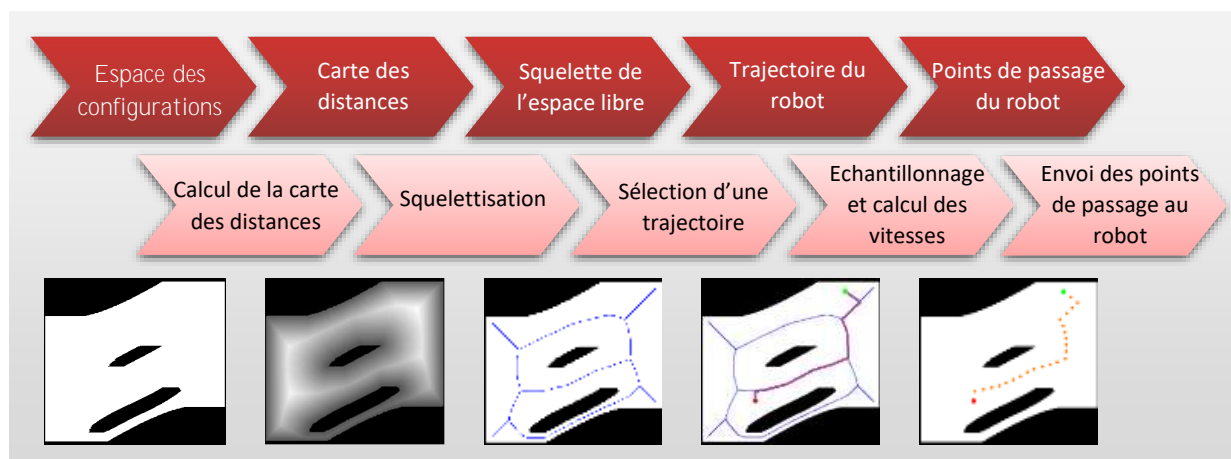 Espace des
configurations
Carte des
distances
Squelette de
l'espace libre
Trajectoire du
robot
Points de passage
du robot
Calcul de la carte
des distances
Squelettisation
Sélection d'une
trajectoire
Echantillonnage
et calcul des
vitesses
Envoi des points
de passage au
robot